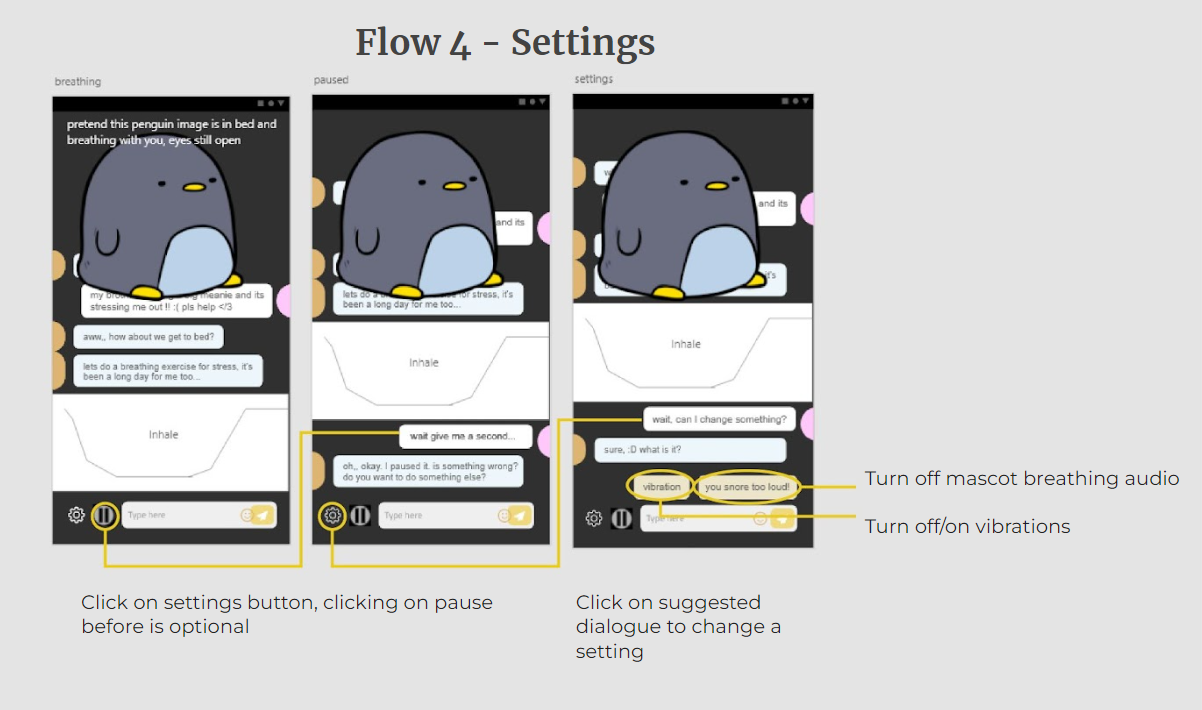 Flow 4 - Settings
breathing
pretend this penguin image is in bed and
breathing with you, eyes still open
my
meanie and its
stressing me out !! :( pls help </3
aww,, how about we get to bed?
lets do a breathing exercise for stress, it's
been a long day for me too...
Inhale
Type here
paused
and its
lets do a
for stress, it's
been a long day for me too...
Inhale
wait give me a second...
oh,, okay. I paused it. is something wrong?
do you want to do something else?
Type here
settings
and its
it's
Inhale
wait, can I change something?
sure, :D what is it?
vibration
you snore too loud!
Type here
Turn off mascot breathing audio
Turn off/on vibrations
Click on settings button, clicking on pause
before is optional
Click on suggested
dialogue to change a
setting